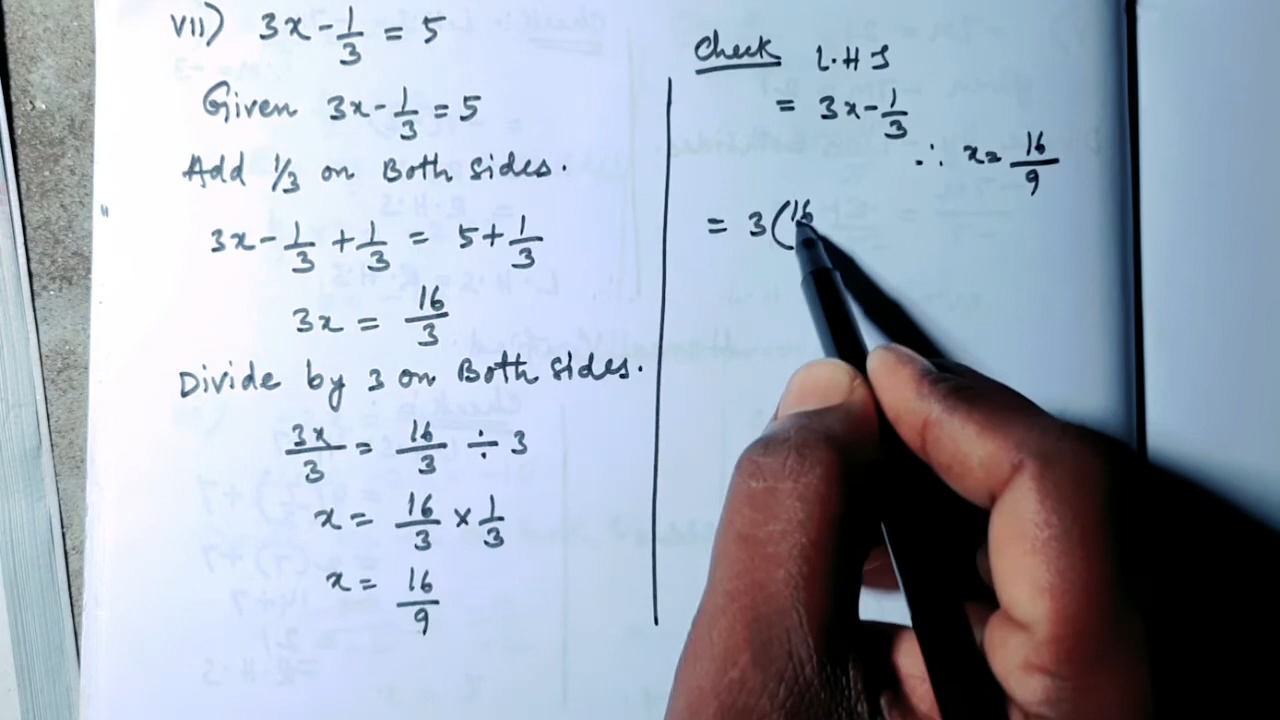 vii) 3x - 1/3 = 5
Given 3x - 1/3 = 5
Add 1/3 on Both sides.
3x - 1/3 + 1/3 = 5 + 1/3
3x = 16/3
Divide by 3 on Both sides.
3x/3 = 16/3 ÷ 3
x = 16/3 × 1/3
x = 16/9
Check L.H.S
= 3x - 1/3
∴ x = 16/9
= 3(16